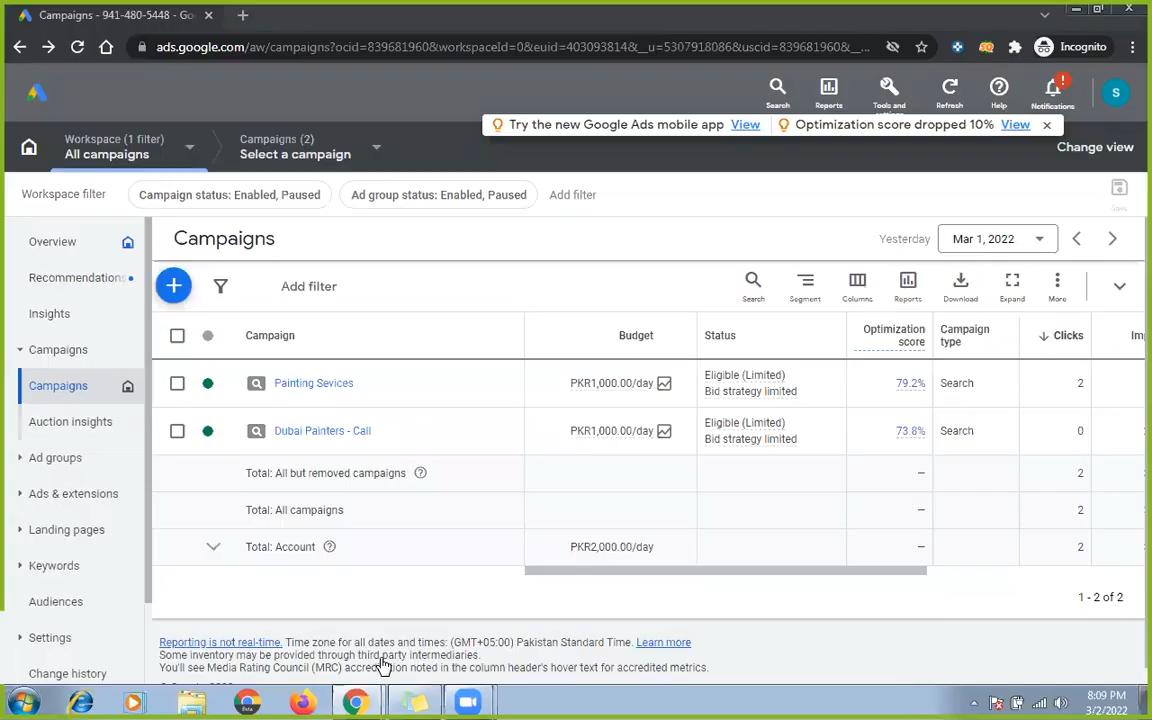 Campaigns - 941-480-5448 - Go
ads.google.com/aw/campaigns?ocid=8396819600&workspaceId=0&euid=403093814&__u=5307918086&uscid=839681960&__...
Incognito
Search
Reports
Tools and
Refresh
Help
Notifications
S
Try the new Google Ads mobile app View
Optimization score dropped 10% View
Workspace (1 filter)
All campaigns
Campaigns (2)
Select a campaign
Change view
Workspace filter
Campaign status: Enabled, Paused
Ad group status: Enabled, Paused
Add filter
Save
Overview
Recommendations
Insights
Campaigns
Campaigns
Auction insights
Ad groups
Ads & extensions
Landing pages
Keywords
Audiences
Settings
Change history
Campaigns
Yesterday
Mar 1, 2022
Add filter
Search
Segment
Columns
Reports
Download
Expand
More
Campaign
Budget
Status
Optimization
score
Campaign
type
Clicks
Painting Sevices
PKR1,000.00/day
Eligible (Limited)
Bid strategy limited
79.2%
Search
2
Dubai Painters - Call
PKR1,000.00/day
Eligible (Limited)
Bid strategy limited
73.8%
Search
0
Total: All but removed campaigns
–
2
Total: All campaigns
–
2
Total: Account
PKR2,000.00/day
–
2
1 - 2 of 2
Reporting is not real-time. Time zone for all dates and times: (GMT+05:00) Pakistan Standard Time. Learn more
Some inventory may be provided through third party intermediaries.
You'll see Media Rating Council (MRC) accreditation noted in the column header's hover text for accredited metrics.
Beta
8:09 PM
3/2/2022